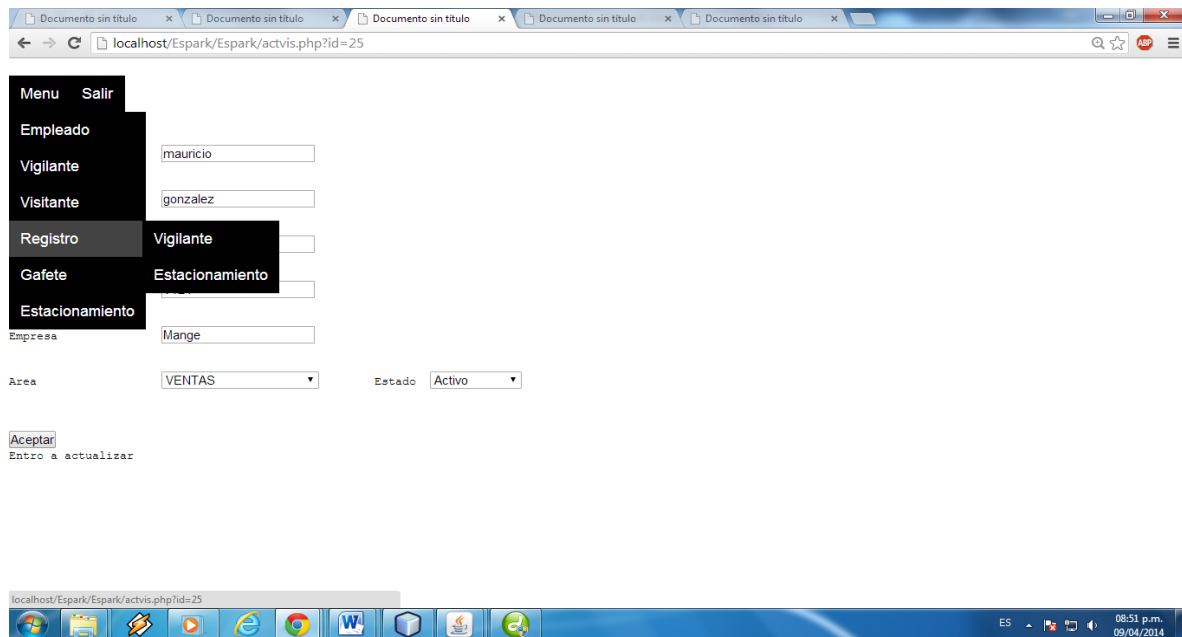 Documento sin título
Documento sin título
Documento sin título
Documento sin título
Documento sin título
localhost/Espark/Espark/actvis.php?id=25
ABP
Menu Salir
Empleado
mauricio
Vigilante
Visitante
gonzalez
Registro
Vigilante
Gafete
Estacionamiento
Estacionamiento
Empresa
Mange
Area
VENTAS
Estado
Activo
Aceptar
Entro a actualizar
localhost/Espark/Espark/actvis.php?id=25
ES
08:51 p.m.
09/04/2014